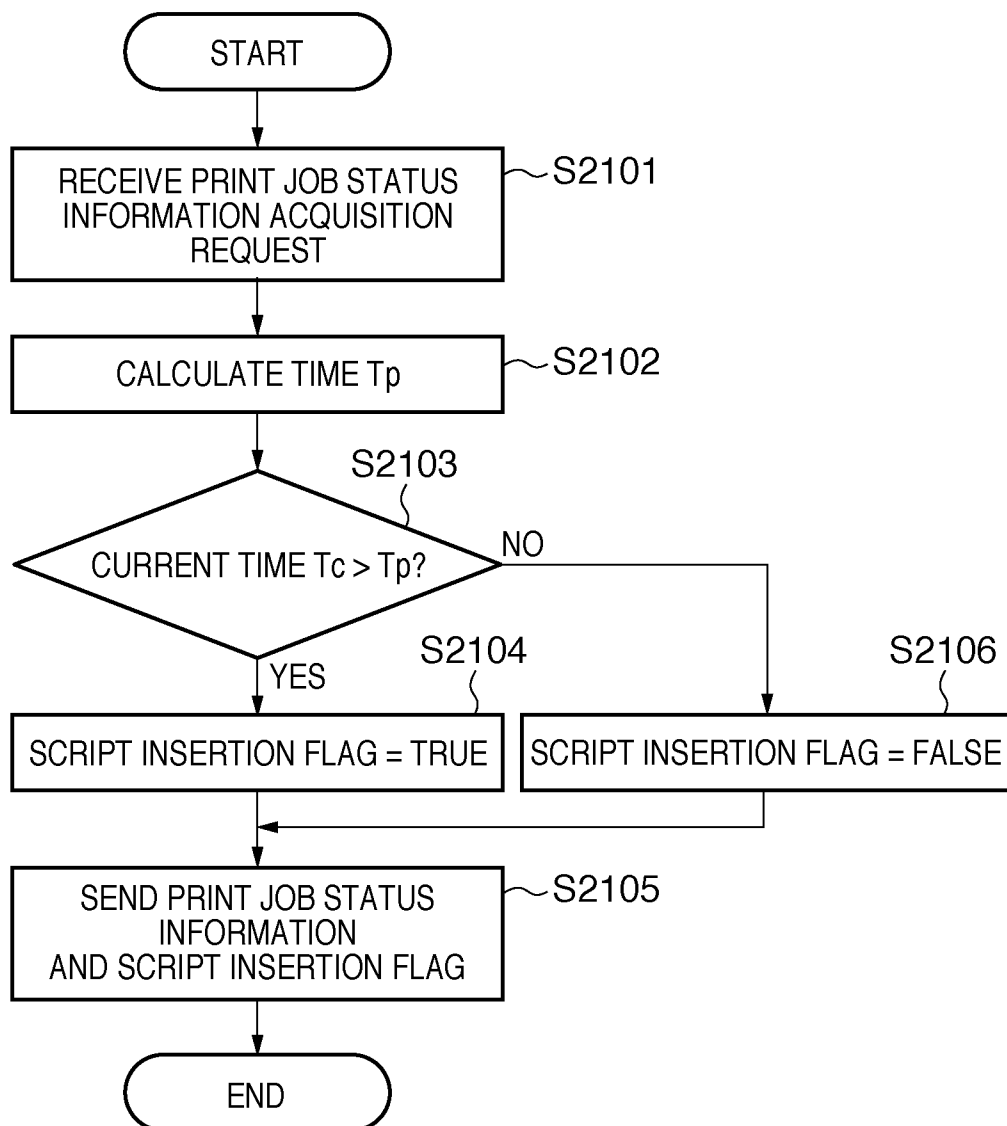 START
RECEIVE PRINT JOB STATUS
INFORMATION ACQUISITION
REQUEST
S2101
CALCULATE TIME Tp
S2102
S2103
CURRENT TIME Tc > Tp?
NO
YES
S2104
S2106
SCRIPT INSERTION FLAG = TRUE
SCRIPT INSERTION FLAG = FALSE
SEND PRINT JOB STATUS
INFORMATION
AND SCRIPT INSERTION FLAG
S2105
END